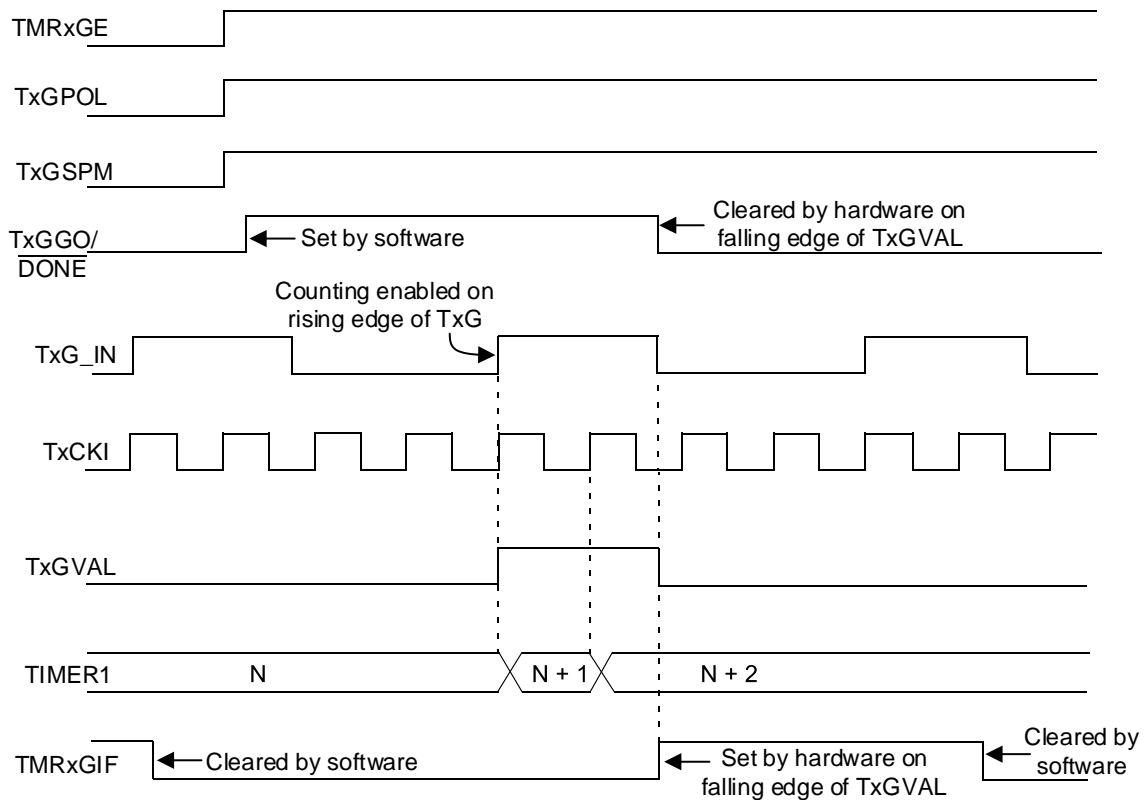 TMRxGE
TxGPOL
TxGSPM
TxGGO/
DONE
Set by software
Cleared by hardware on
falling edge of TxGVAL
Counting enabled on
rising edge of TxG
TxG_IN
TxCKI
TxGVAL
TIMER1
N
N + 1
N + 2
TMRxGIF
Cleared by software
Set by hardware on
falling edge of TxGVAL
Cleared by
software